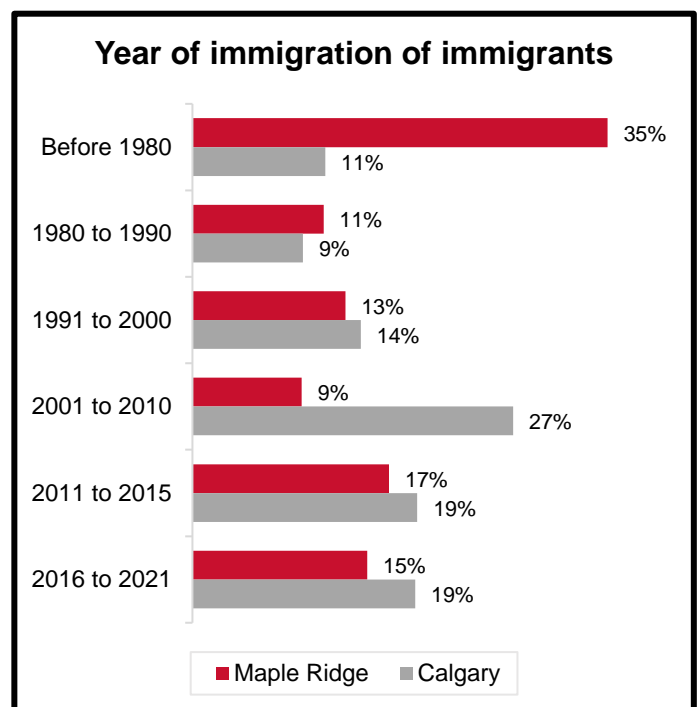 Year of immigration of immigrants
Before 1980
35%
11%
1980 to 1990
11%
9%
1991 to 2000
13%
14%
2001 to 2010
9%
27%
2011 to 2015
17%
19%
2016 to 2021
15%
19%
Maple Ridge Calgary